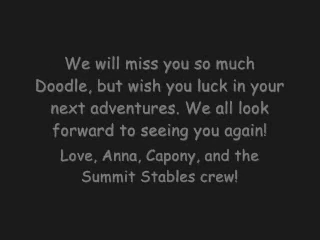 We will miss you so much
Doodle, but wish you luck in your
next adventures. We all look
forward to seeing you again!
Love, Anna, Capony, and the
Summit Stables crew!